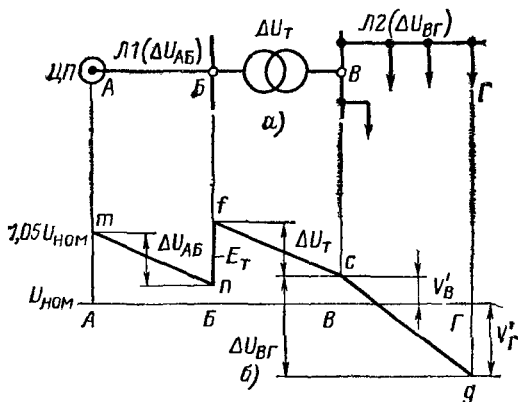 Л1(ΔU_АБ)
ΔU_Т
Л2(ΔU_ВГ)
ЦП
А
Б
В
Г
а)
m
f
1,05U_НОМ
ΔU_АБ
E_Т
ΔU_Т
n
c
V'_В
U_НОМ
А
Б
В
Г
ΔU_ВГ
V"_Г
б)
g